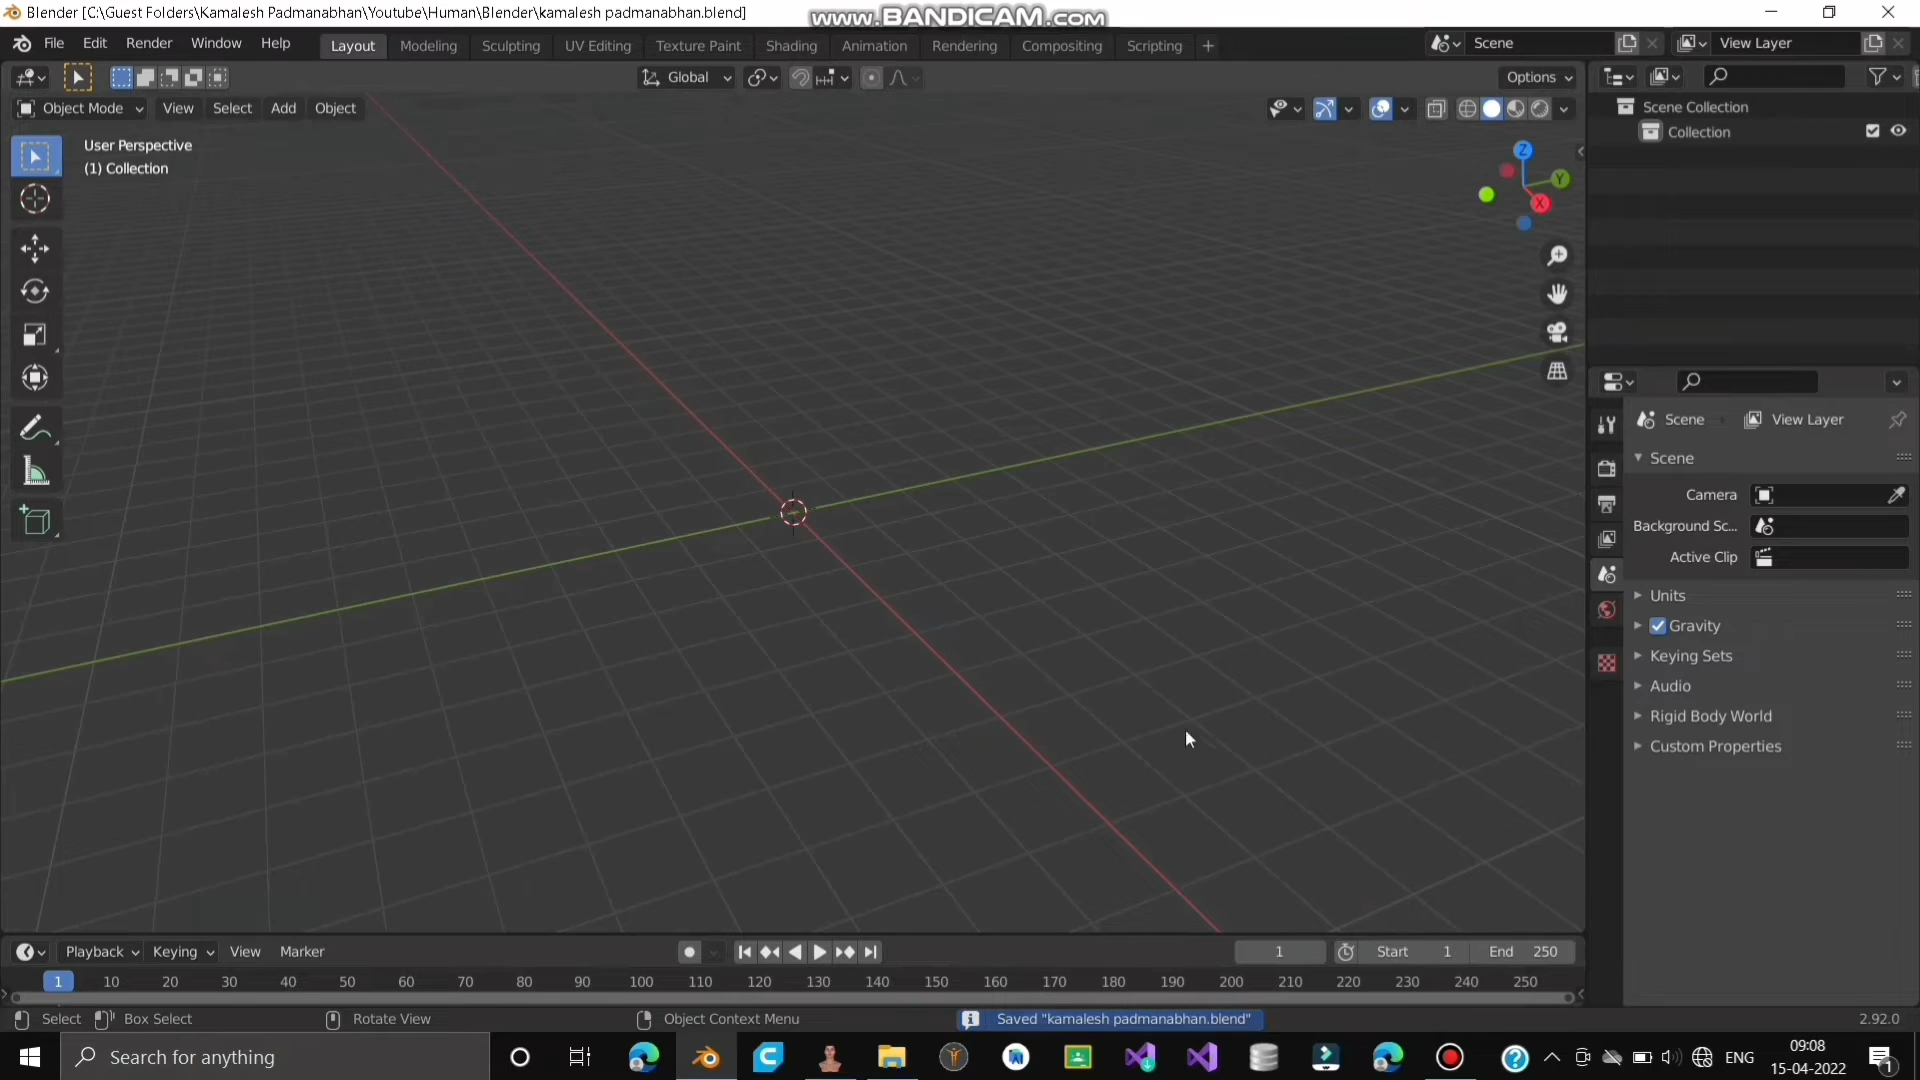 Blender [C:\Guest Folders\Kamalesh Padmanabhan\Youtube\Human\Blender\kamalesh padmanabhan.blend]
www.BANDICAM.com
File Edit Render Window Help
Layout Modeling Sculpting UV Editing Texture Paint Shading Animation Rendering Compositing Scripting +
Scene
View Layer
Global
Options
Object Mode View Select Add Object
Scene Collection
Collection
User Perspective
(1) Collection
Z
Y
X
Scene View Layer
Scene
Camera
Background Sc...
Active Clip
Units
Gravity
Keying Sets
Audio
Rigid Body World
Custom Properties
Playback Keying View Marker
1
Start 1
End 250
1 10 20 30 40 50 60 70 80 90 100 110 120 130 140 150 160 170 180 190 200 210 220 230 240 250
Select Box Select Rotate View Object Context Menu
Saved "kamalesh padmanabhan.blend"
2.92.0
Search for anything
ENG
09:08
15-04-2022
1